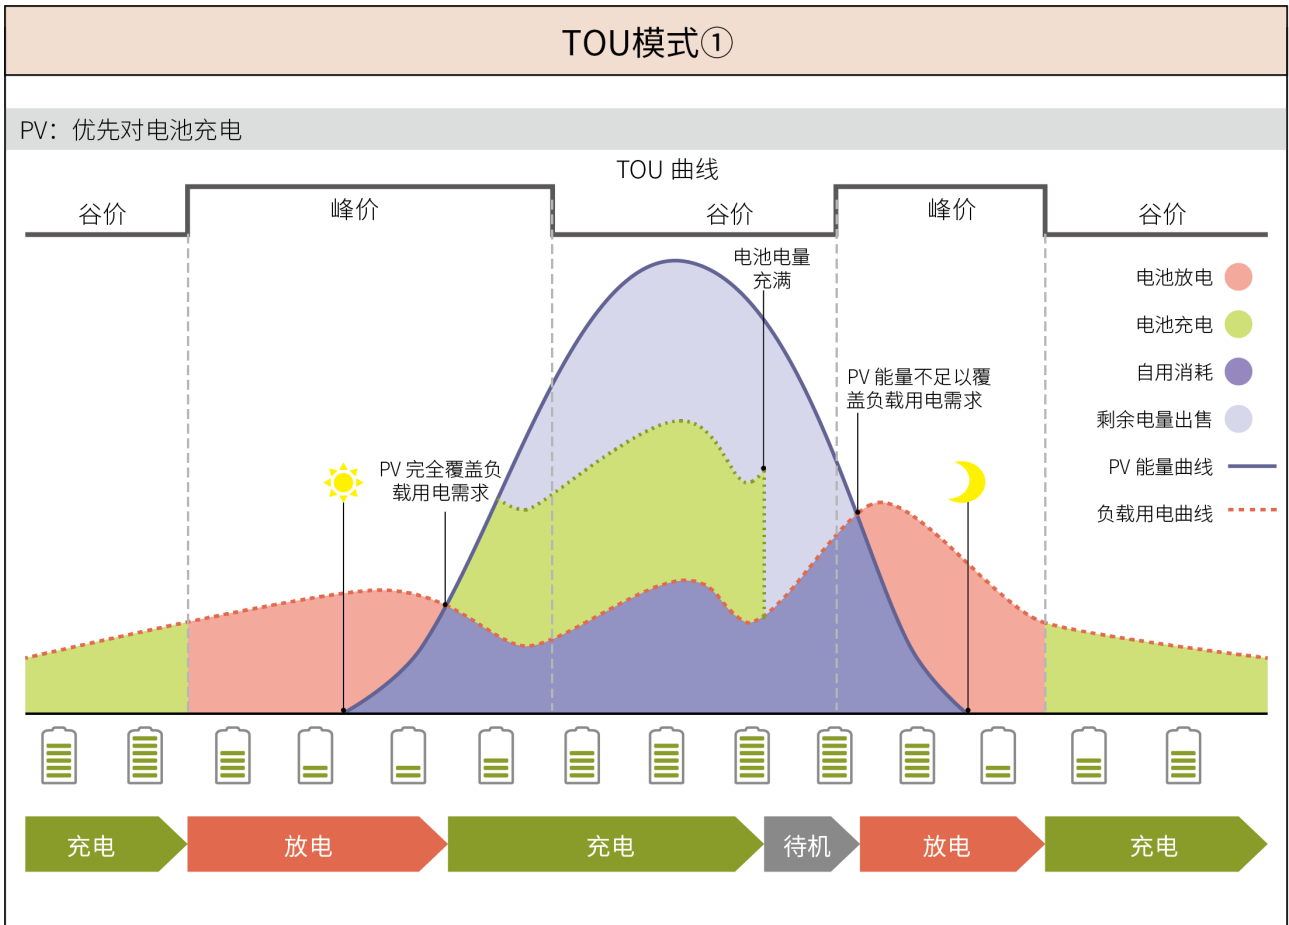 TOU模式①
PV：优先对电池充电
TOU 曲线
谷价
峰价
谷价
峰价
谷价
电池电量
充满
电池放电
电池充电
自用消耗
剩余电量出售
PV 能量曲线
负载用电曲线
PV 能量不足以覆
盖负载用电需求
PV 完全覆盖负
载用电需求
充电
放电
充电
待机
放电
充电